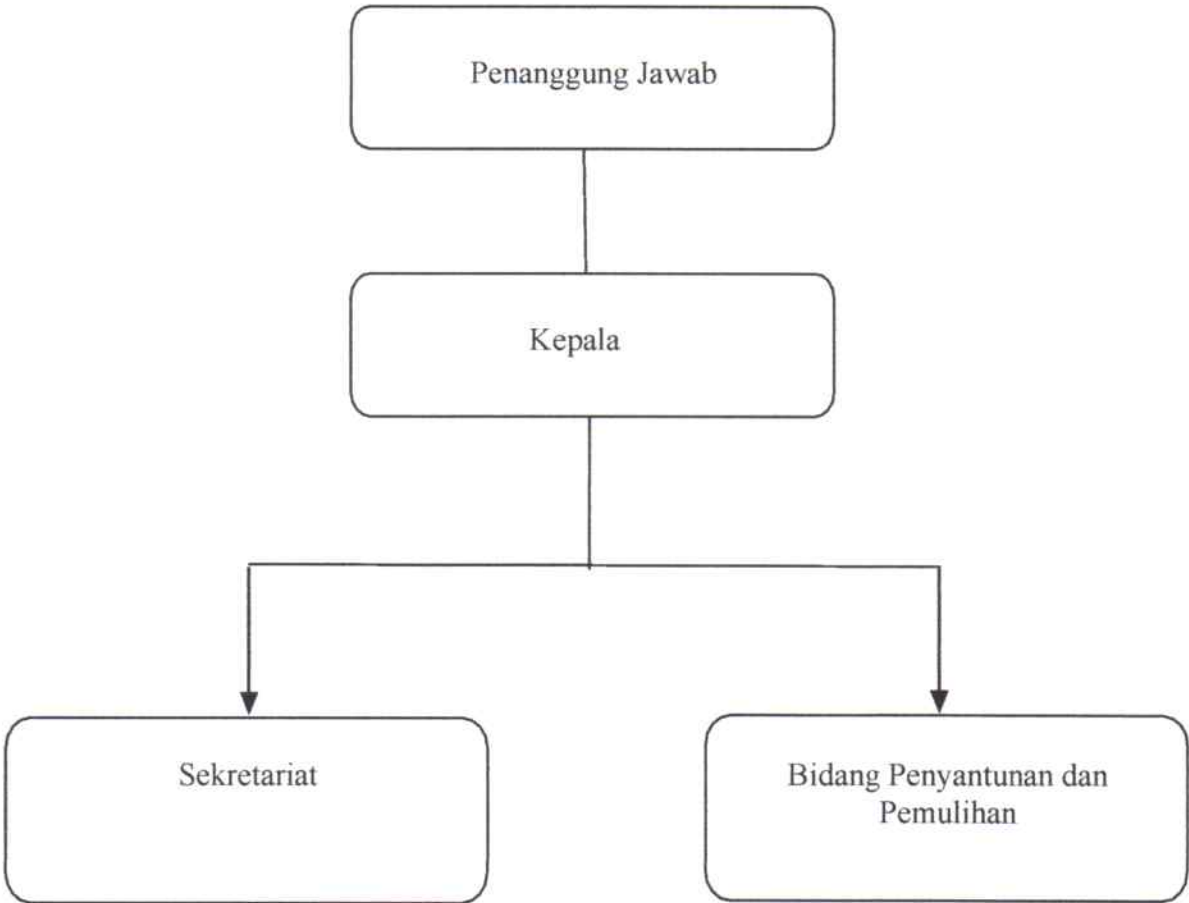 Penanggung Jawab
Kepala
Sekretariat
Bidang Penyantunan dan
Pemulihan